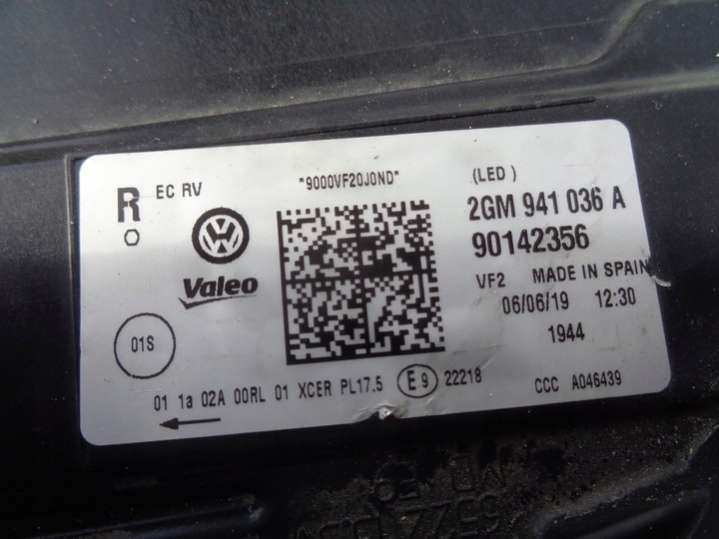 R EC RV
"9000VF20J0ND"
(LED )
2GM 941 036 A
90142356
Valeo
VF2 MADE IN SPAIN
06/06/19 12:30
1944
01S
01 1a 02A 00RL 01 XCER PL17.5 E9 22218
CCC A046439